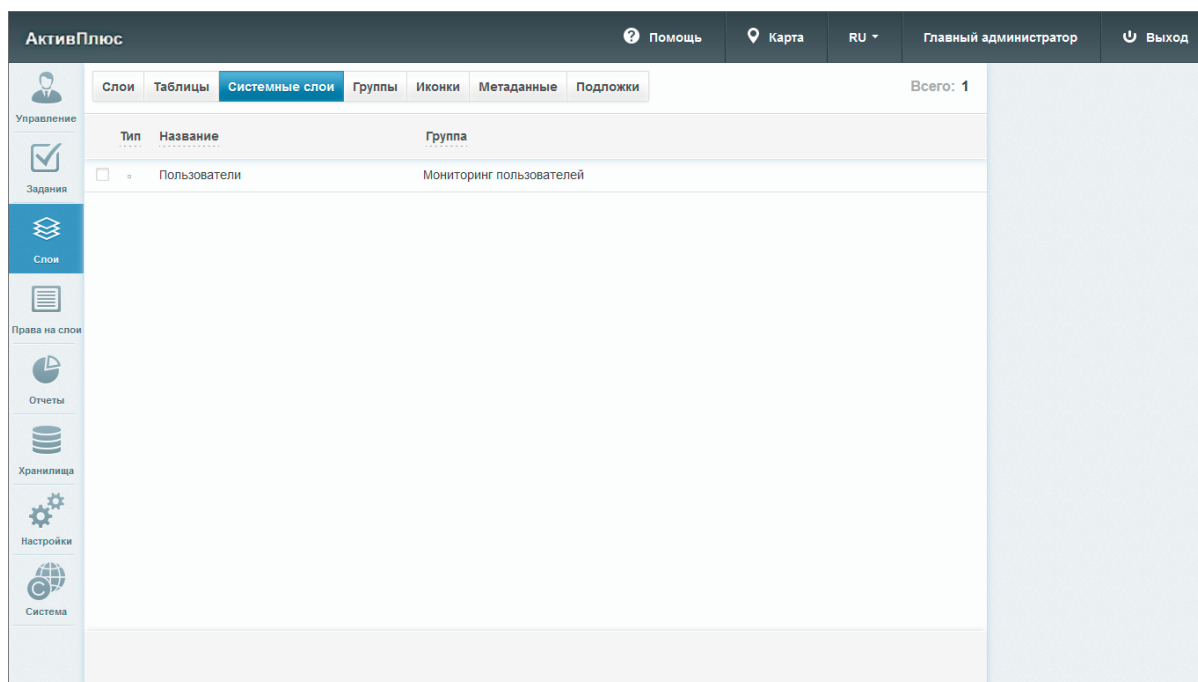 АктивПлюс
Помощь
Карта
RU
Главный администратор
Выход
Управление
Задания
Слои
Права на слои
Отчеты
Хранилища
Настройки
Система
Слои Таблицы Системные слои Группы Иконки Метаданные Подложки
Всего: 1
Тип Название Группа
Пользователи Мониторинг пользователей